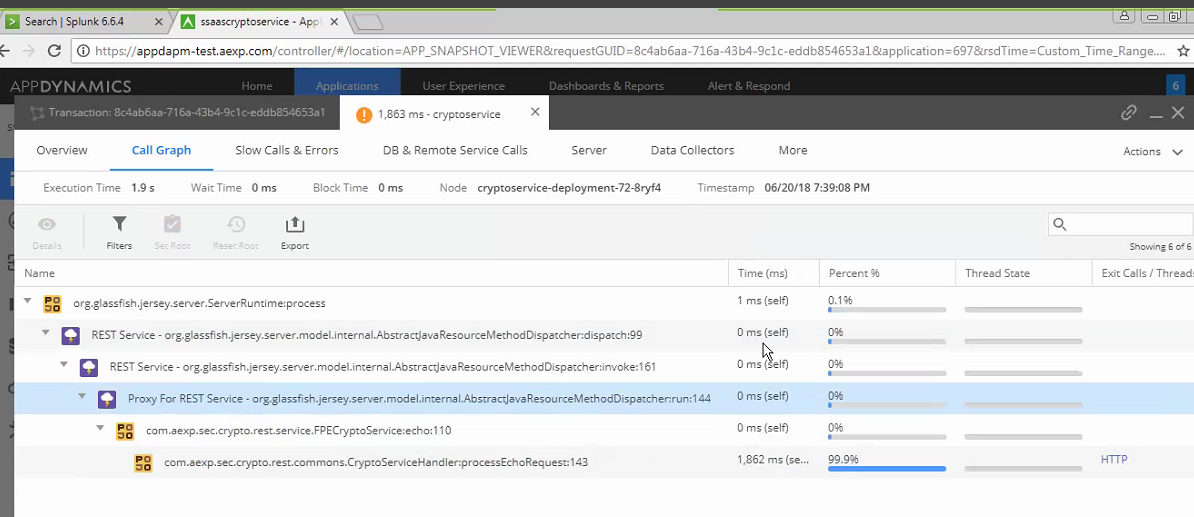 Search | Splunk 6.6.4
ssaascryptoservice - Appl
https://appdapm-test.aexp.com/controller/#/location=APP_SNAPSHOT_VIEWER&requestGUID=8c4ab6aa-716a-43b4-9c1c-eddb854653a1&application=697&rsdTime=Custom_Time_Range....
APPDYNAMICS Home Applications User Experience Dashboards & Reports Alert & Respond 6
Transaction: 8c4ab6aa-716a-43b4-9c1c-eddb854653a1 1,863 ms - cryptoservice
Overview Call Graph Slow Calls & Errors DB & Remote Service Calls Server Data Collectors More Actions
Execution Time 1.9 s Wait Time 0 ms Block Time 0 ms Node cryptoservice-deployment-72-8ryf4 Timestamp 06/20/18 7:39:08 PM
Details Filters Set Root Reset Root Export
Showing 6 of 6
Name Time (ms) Percent % Thread State Exit Calls / Threads
org.glassfish.jersey.server.ServerRuntime:process 1 ms (self) 0.1%
REST Service - org.glassfish.jersey.server.model.internal.AbstractJavaResourceMethodDispatcher:dispatch:99 0 ms (self) 0%
REST Service - org.glassfish.jersey.server.model.internal.AbstractJavaResourceMethodDispatcher:invoke:161 0 ms (self) 0%
Proxy For REST Service - org.glassfish.jersey.server.model.internal.AbstractJavaResourceMethodDispatcher:run:144 0 ms (self) 0%
com.aexp.sec.crypto.rest.service.FPECryptoService:echo:110 0 ms (self) 0%
com.aexp.sec.crypto.rest.commons.CryptoServiceHandler:processEchoRequest:143 1,862 ms (se... 99.9% HTTP